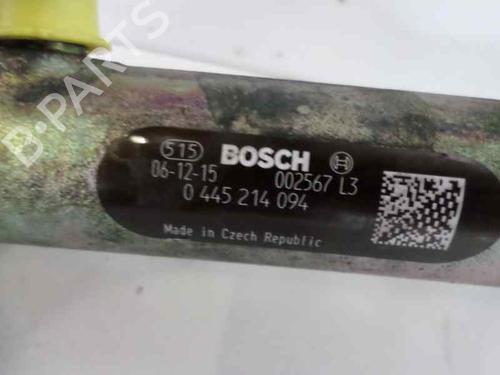 B-PARTS
515 BOSCH
06-12-15 002567 L3
0 445 214 094
Made in Czech Republic